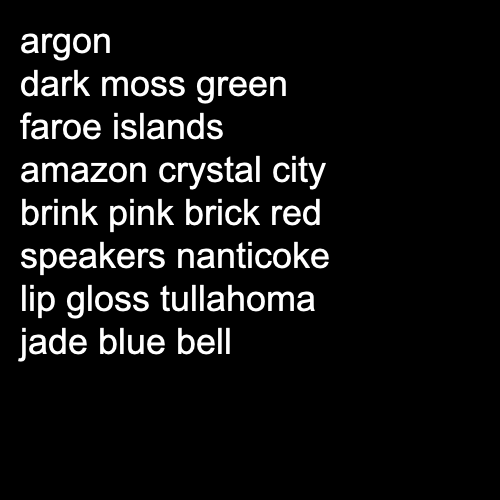 argon
dark moss green
faroe islands
amazon crystal city
brink pink brick red
speakers nanticoke
lip gloss tullahoma
jade blue bell